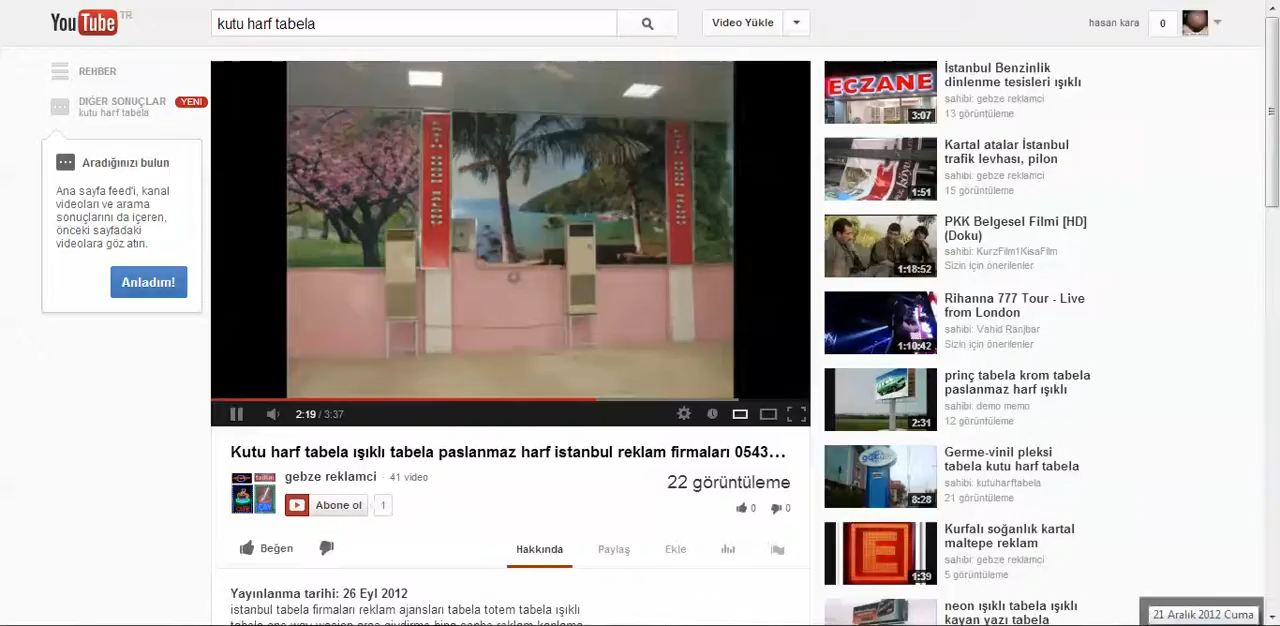 YouTube TR
kutu harf tabela
Video Yükle
hasan kara
0
REHBER
DİĞER SONUÇLAR YENİ
kutu harf tabela
Aradığınızı bulun
Ana sayfa feed'i, kanal
videoları ve arama
sonuçlarını da içeren,
önceki sayfadaki
videolara göz atın.
Anladım!
2:19 / 3:37
Kutu harf tabela ışıklı tabela paslanmaz harf istanbul reklam firmaları 0543...
gebze reklamci · 41 video
22 görüntüleme
Abone ol
1
0
0
Beğen
Hakkında
Paylaş
Ekle
Yayınlanma tarihi: 26 Eyl 2012
istanbul tabela firmaları reklam ajansları tabela totem tabela ışıklı
ECZANE
3:07
İstanbul Benzinlik
dinlenme tesisleri ışıklı
sahibi: gebze reklamci
13 görüntüleme
1:51
Kartal atalar İstanbul
trafik levhası, pilon
sahibi: gebze reklamci
15 görüntüleme
1:18:52
PKK Belgesel Filmi [HD]
(Doku)
sahibi: KurzFilm1KisaFilm
Sizin için önerilenler
1:10:42
Rihanna 777 Tour - Live
from London
sahibi: Vahid Ranjbar
Sizin için önerilenler
2:31
prinç tabela krom tabela
paslanmaz harf ışıklı
sahibi: demo memo
12 görüntüleme
8:28
Germe-vinil pleksi
tabela kutu harf tabela
sahibi: kutuharftabela
21 görüntüleme
E
1:39
Kurfalı soğanlık kartal
maltepe reklam
sahibi: gebze reklamci
5 görüntüleme
neon ışıklı tabela ışıklı
kayan yazı tabela
21 Aralık 2012 Cuma